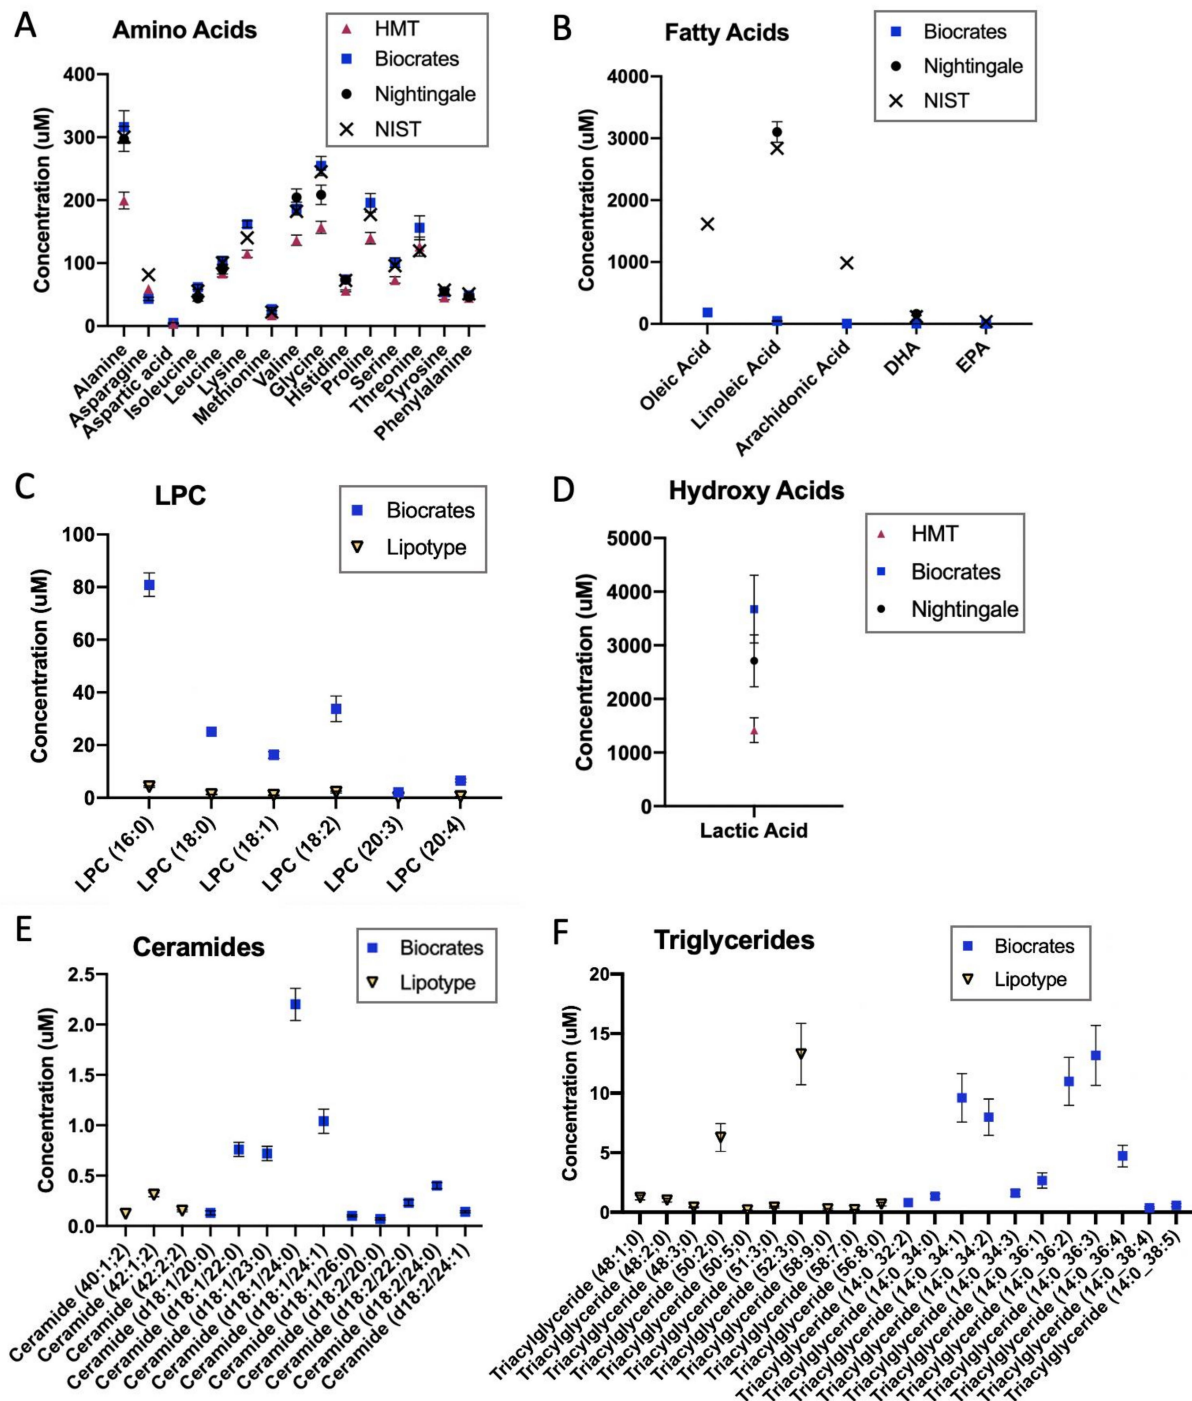 A
Amino Acids
HMT
Biocrates
Nightingale
NIST
Concentration (uM)
400
300
200
100
0
Alanine
Asparagine
Aspartic acid
Isoleucine
Leucine
Lysine
Methionine
Valine
Glycine
Histidine
Proline
Serine
Threonine
Tyrosine
Phenylalanine
B
Fatty Acids
Biocrates
Nightingale
NIST
Concentration (uM)
4000
3000
2000
1000
0
Oleic Acid
Linoleic Acid
Arachidonic Acid
DHA
EPA
C
LPC
Biocrates
Lipotype
Concentration (uM)
100
80
60
40
20
0
LPC (16:0)
LPC (18:0)
LPC (18:1)
LPC (18:2)
LPC (20:3)
LPC (20:4)
D
Hydroxy Acids
HMT
Biocrates
Nightingale
Concentration (uM)
5000
4000
3000
2000
1000
0
Lactic Acid
E
Ceramides
Biocrates
Lipotype
Concentration (uM)
2.5
2.0
1.5
1.0
0.5
0.0
Ceramide (40:1;2)
Ceramide (42:1;2)
Ceramide (42:2;2)
Ceramide (d18:1/20:0)
Ceramide (d18:1/22:0)
Ceramide (d18:1/23:0)
Ceramide (d18:1/24:0)
Ceramide (d18:1/24:1)
Ceramide (d18:1/26:0)
Ceramide (d18:2/20:0)
Ceramide (d18:2/22:0)
Ceramide (d18:2/24:0)
Ceramide (d18:2/24:1)
F
Triglycerides
Biocrates
Lipotype
Concentration (uM)
20
15
10
5
0
Triacylglyceride (48:1;0)
Triacylglyceride (48:2;0)
Triacylglyceride (48:3;0)
Triacylglyceride (50:2;0)
Triacylglyceride (50:5;0)
Triacylglyceride (51:3;0)
Triacylglyceride (52:3;0)
Triacylglyceride (58:9;0)
Triacylglyceride (56:7;0)
Triacylglyceride (56:8:0)
Triacylglyceride (14:0_32:2)
Triacylglyceride (14:0_34:0)
Triacylglyceride (14:0_34:1)
Triacylglyceride (14:0_34:2)
Triacylglyceride (14:0_34:3)
Triacylglyceride (14:0_36:1)
Triacylglyceride (14:0_36:2)
Triacylglyceride (14:0_36:3)
Triacylglyceride (14:0_36:4)
Triacylglyceride (14:0_38:4)
Triacylglyceride (14:0_38:5)